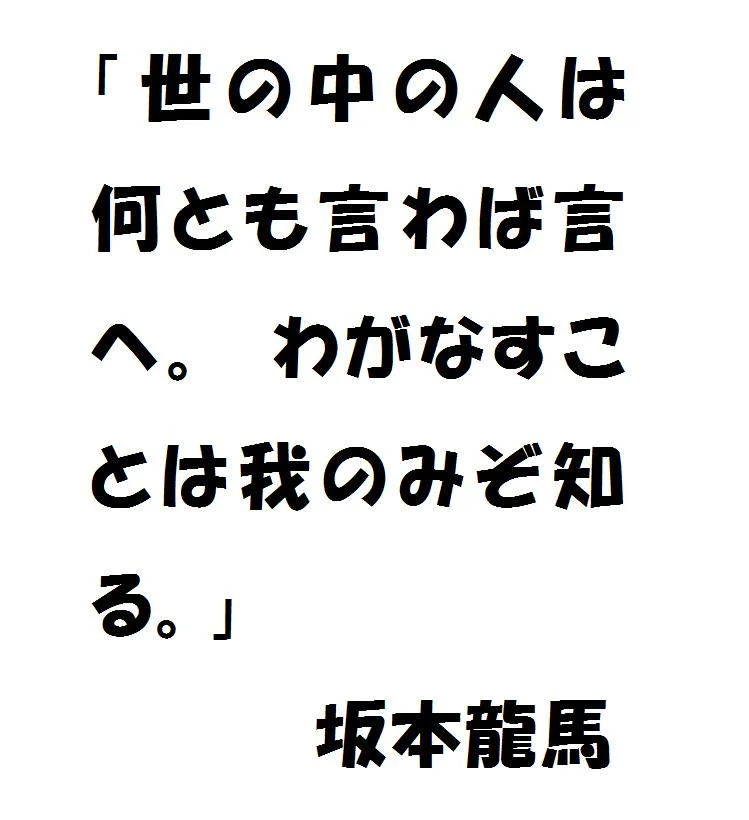 「世の中の人は
何とも言わば言
へ。　わがなすこ
とは我のみぞ知
る。」
坂本龍馬